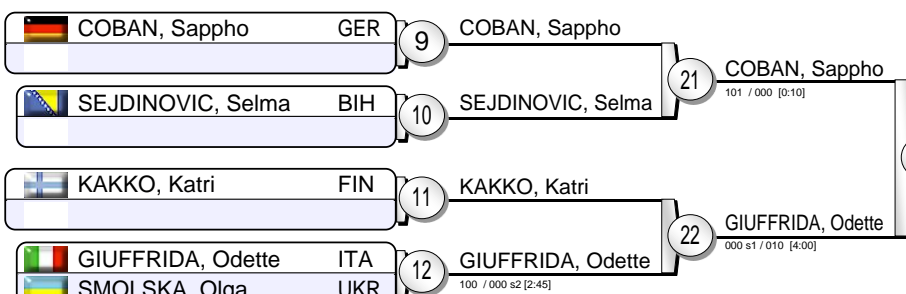 COBAN, Sappho GER
9
COBAN, Sappho
SEJDINOVIC, Selma BIH
10
SEJDINOVIC, Selma
21
COBAN, Sappho
101 / 000 [0:10]
KAKKO, Katri FIN
11
KAKKO, Katri
GIUFFRIDA, Odette ITA
SMOLSKA, Olga UKR
12
GIUFFRIDA, Odette
100 / 000 s2 [2:45]
22
GIUFFRIDA, Odette
000 s1 / 010 [4:00]